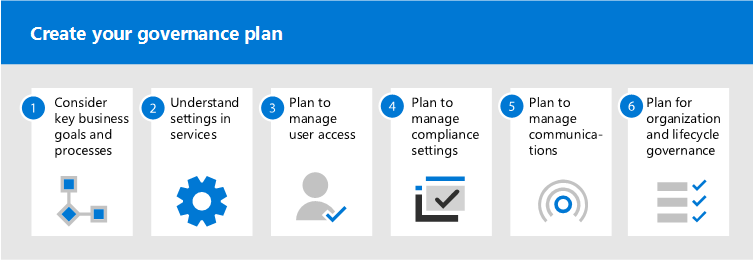 Create your governance plan
1
Consider
key business
goals and
processes
2
Understand
settings in
services
3
Plan to
manage
user access
4
Plan to
manage
compliance
settings
5
Plan to
manage
communica-
tions
6
Plan for
organization
and lifecycle
governance